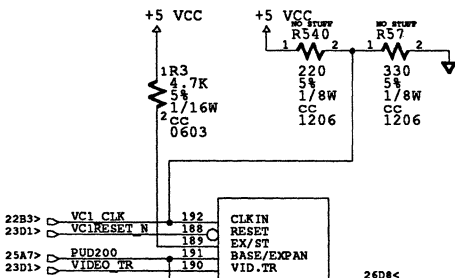 +5 VCC
+5 VCC
NO STUFF
R540
NO STUFF
R57
1
2
1
2
1 R3
4.7K
5%
1/16W
2 CC
0603
220
5%
1/8W
CC
1206
330
5%
1/8W
CC
1206
22B3> VC1_CLK 192 CLKIN
23D1> VC1RESET_N 188 RESET
189 EX/ST
25A7> PUD200 191 BASE/EXPAN
23D1> VIDEO_TR 190 VID.TR
26D8<